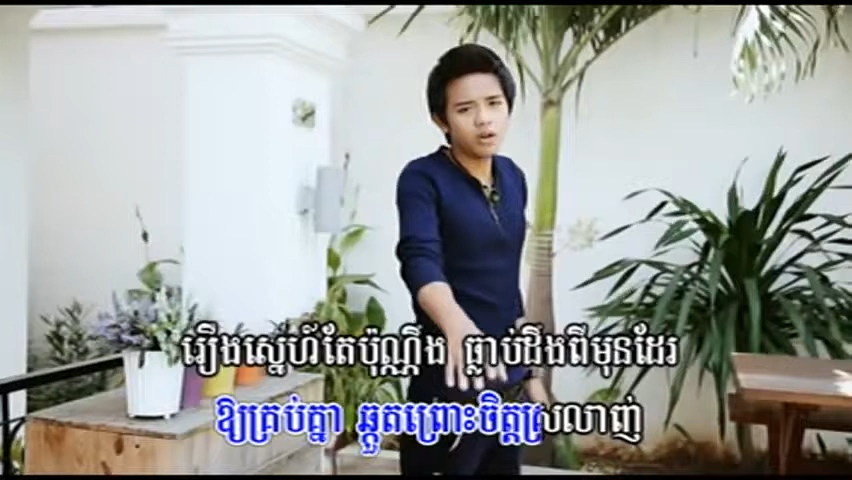 រឿងស្នេហ៍តែប៉ុណ្ណឹង ធ្លាប់ដឹងពីមុនដែរ
ឱ្យគ្រប់គ្នា ឆ្កួតព្រោះចិត្តស្រលាញ់